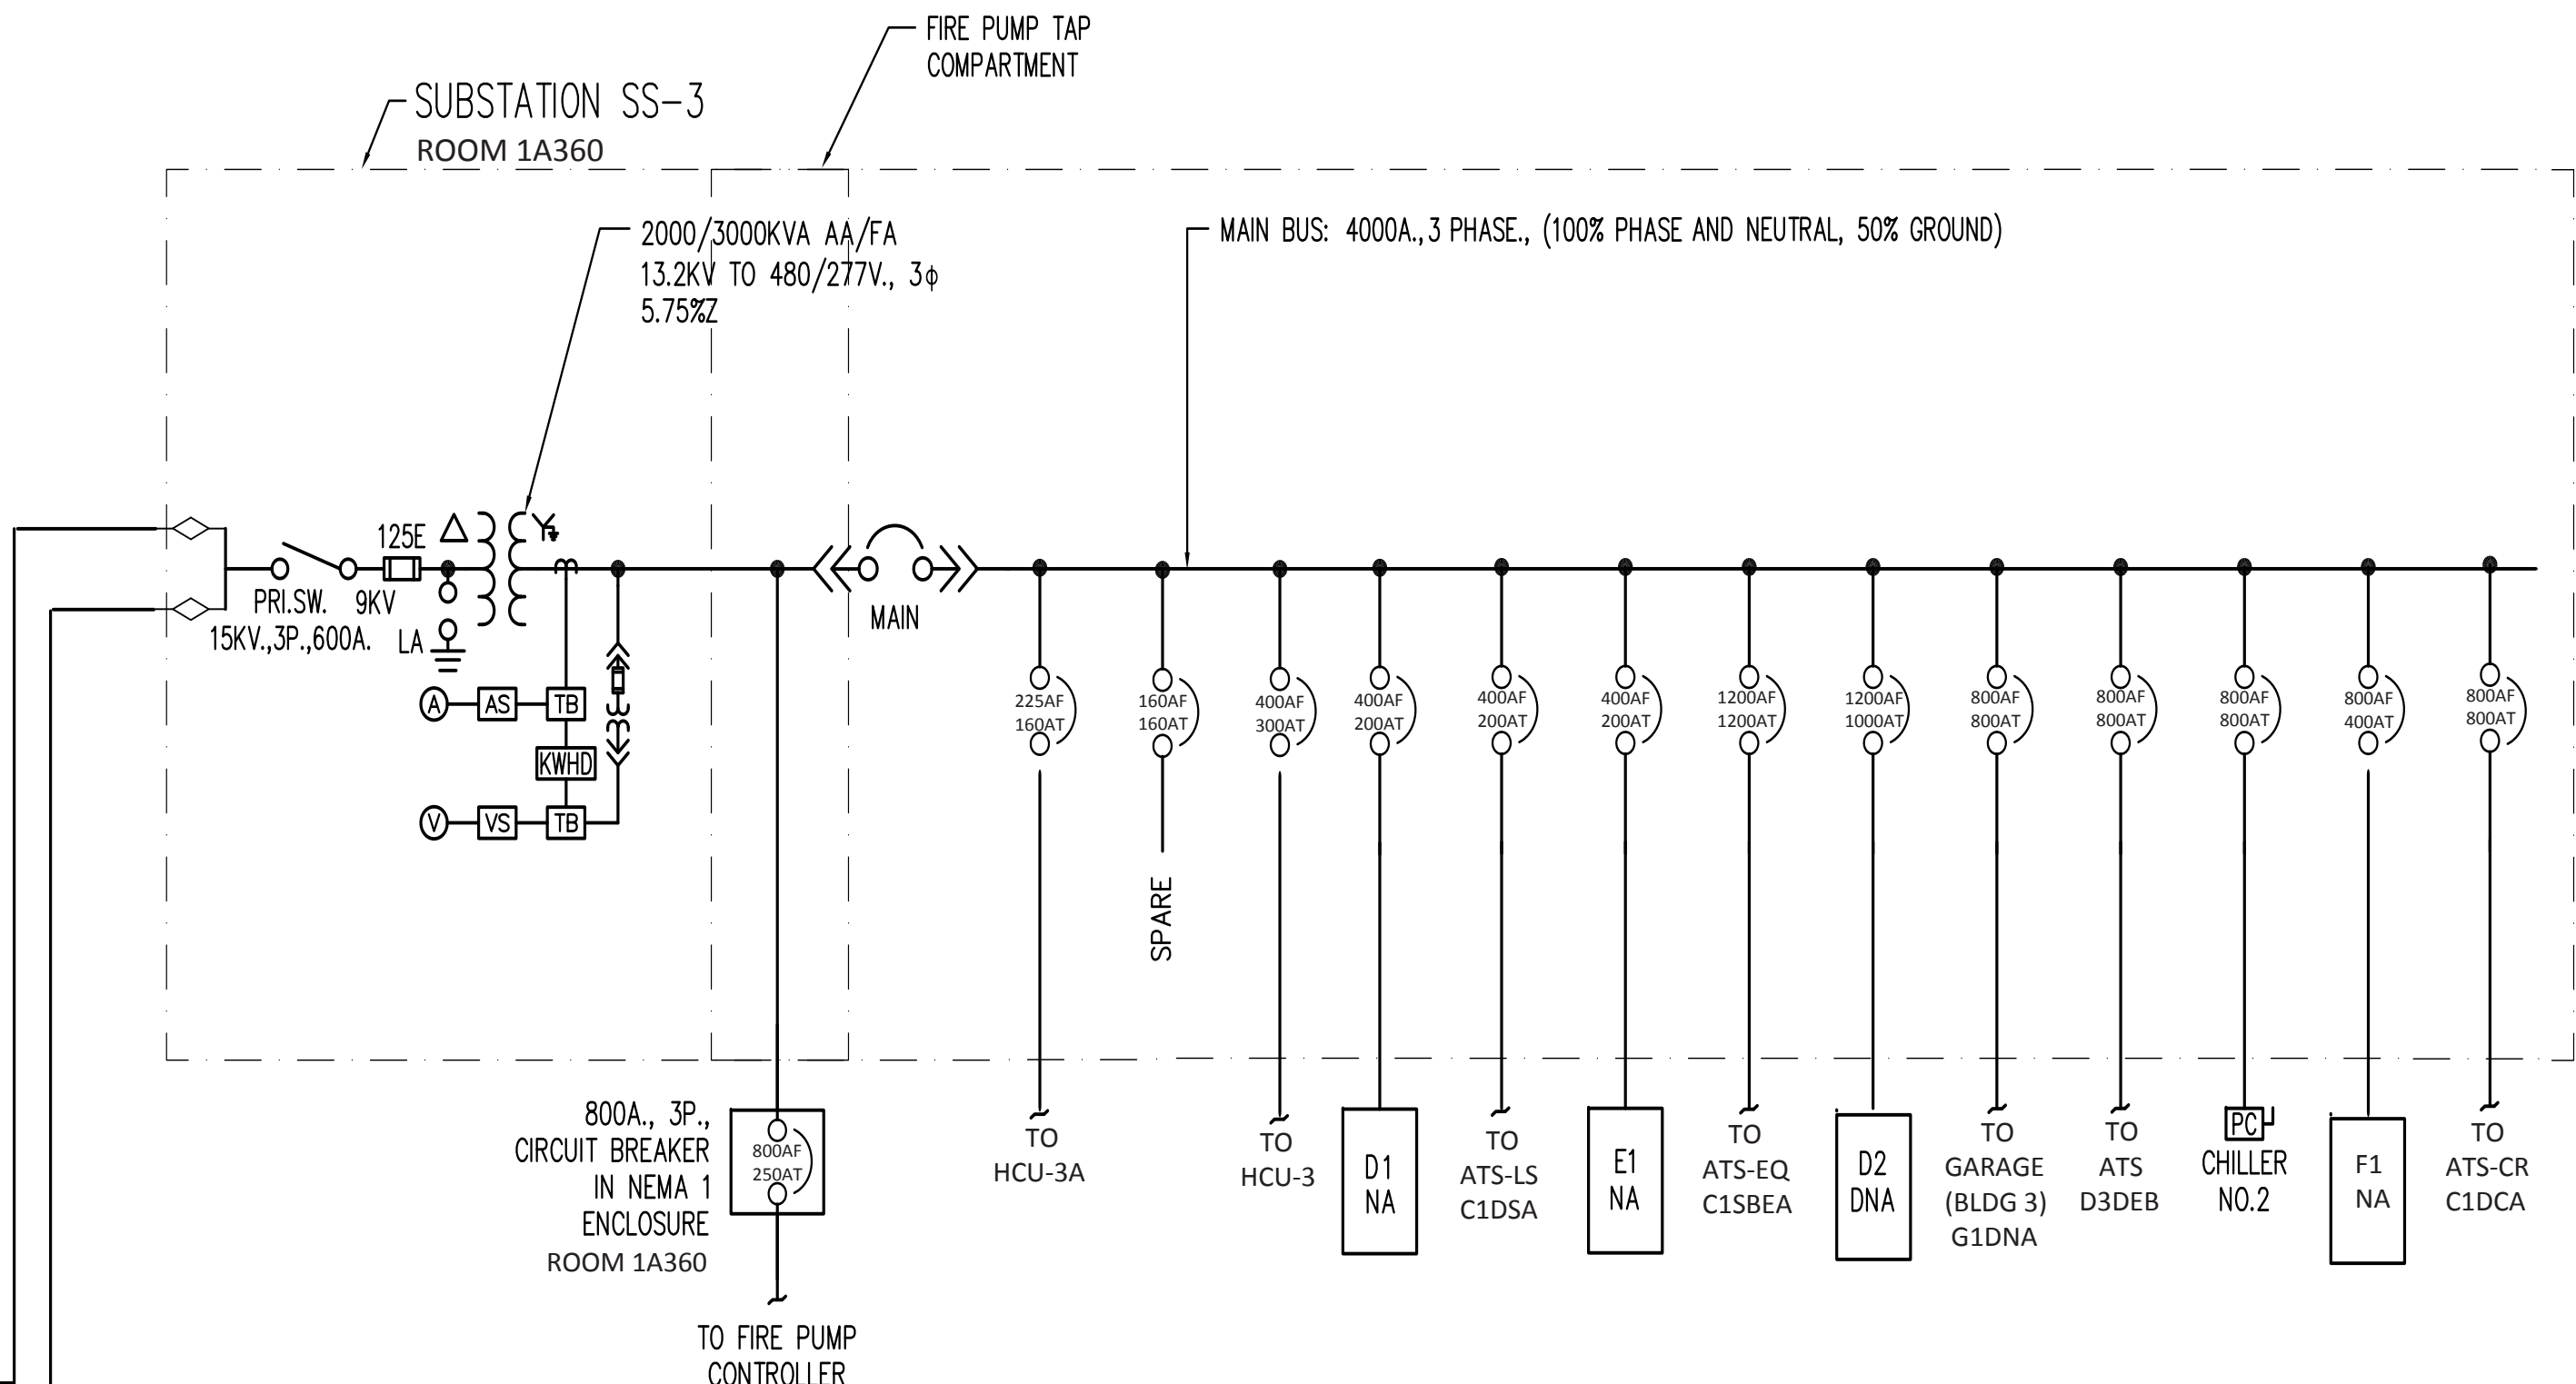 FIRE PUMP TAP
COMPARTMENT
SUBSTATION SS-3
ROOM 1A360
2000/3000KVA AA/FA
13.2KV TO 480/277V., 3ϕ
5.75%Z
MAIN BUS: 4000A., 3 PHASE., (100% PHASE AND NEUTRAL, 50% GROUND)
125E
PRI.SW.
9KV
15KV.,3P.,600A.
LA
MAIN
A
AS
TB
KWHD
V
VS
TB
225AF
160AT
160AF
160AT
400AF
300AT
400AF
200AT
400AF
200AT
400AF
200AT
1200AF
1200AT
1200AF
1000AT
800AF
800AT
800AF
800AT
800AF
800AT
800AF
400AT
800AF
800AT
SPARE
800A., 3P.,
CIRCUIT BREAKER
IN NEMA 1
ENCLOSURE
ROOM 1A360
800AF
250AT
TO FIRE PUMP
CONTROLLER
TO
HCU-3A
TO
HCU-3
D1
NA
TO
ATS-LS
C1DSA
E1
NA
TO
ATS-EQ
C1SBEA
D2
DNA
TO
GARAGE
(BLDG 3)
G1DNA
TO
ATS
D3DEB
PC
CHILLER
NO.2
F1
NA
TO
ATS-CR
C1DCA